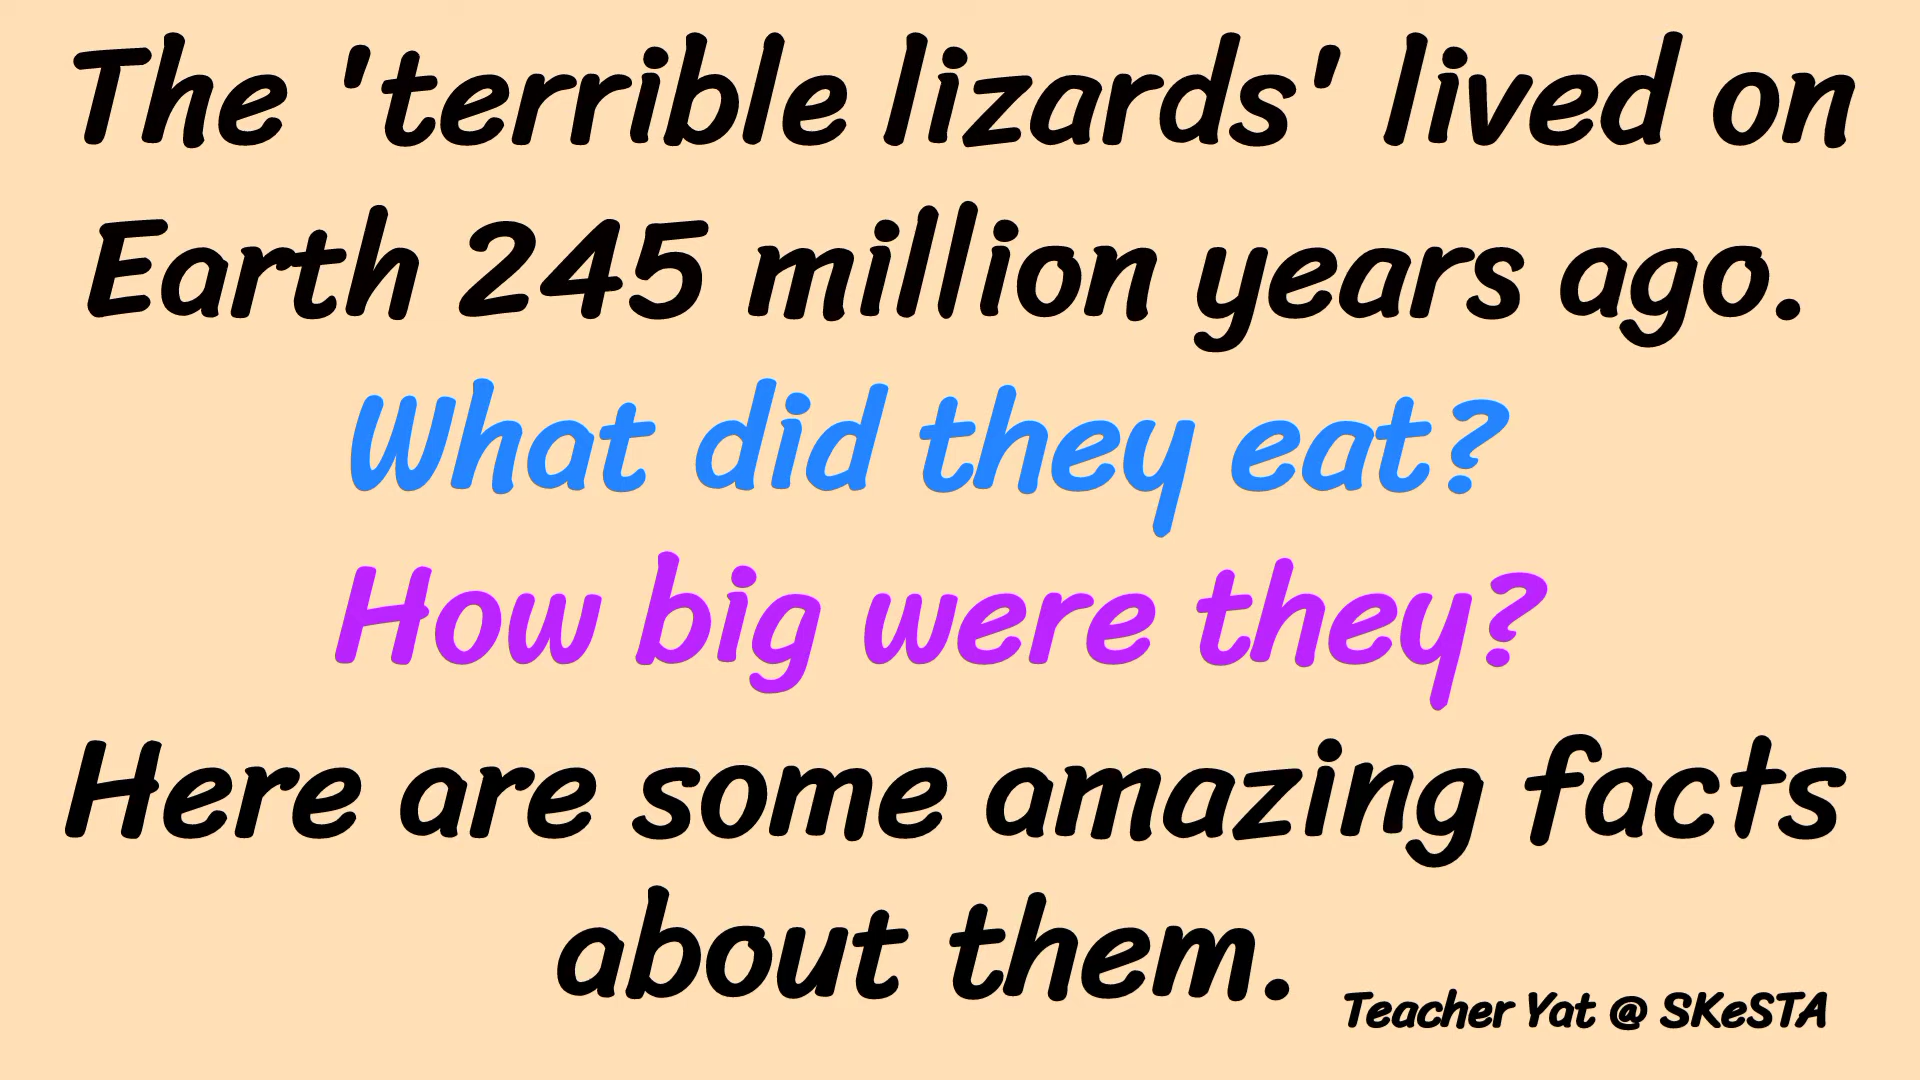 The 'terrible lizards' lived on
Earth 245 million years ago.
What did they eat?
How big were they?
Here are some amazing facts
about them.
Teacher Yat @ SKeSTA